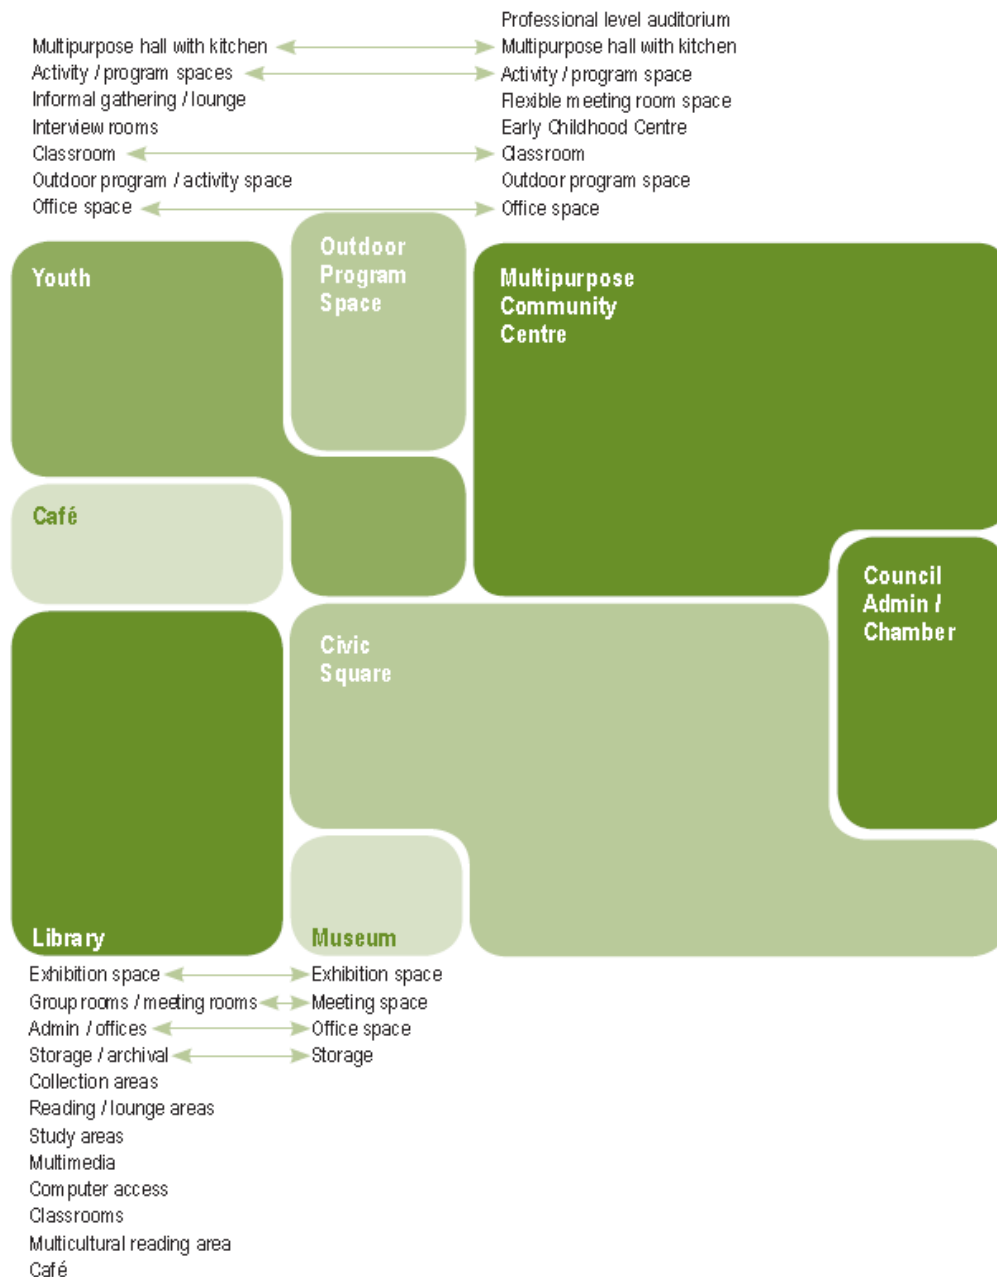 Multipurpose hall with kitchen
Activity / program spaces
Informal gathering / lounge
Interview rooms
Classroom
Outdoor program / activity space
Office space
Professional level auditorium
Multipurpose hall with kitchen
Activity / program space
Flexible meeting room space
Early Childhood Centre
Classroom
Outdoor program space
Office space
Youth
Outdoor
Program
Space
Multipurpose
Community
Centre
Café
Council
Admin /
Chamber
Civic
Square
Library
Museum
Exhibition space
Group rooms / meeting rooms
Admin / offices
Storage / archival
Collection areas
Reading / lounge areas
Study areas
Multimedia
Computer access
Classrooms
Multicultural reading area
Café
Exhibition space
Meeting space
Office space
Storage